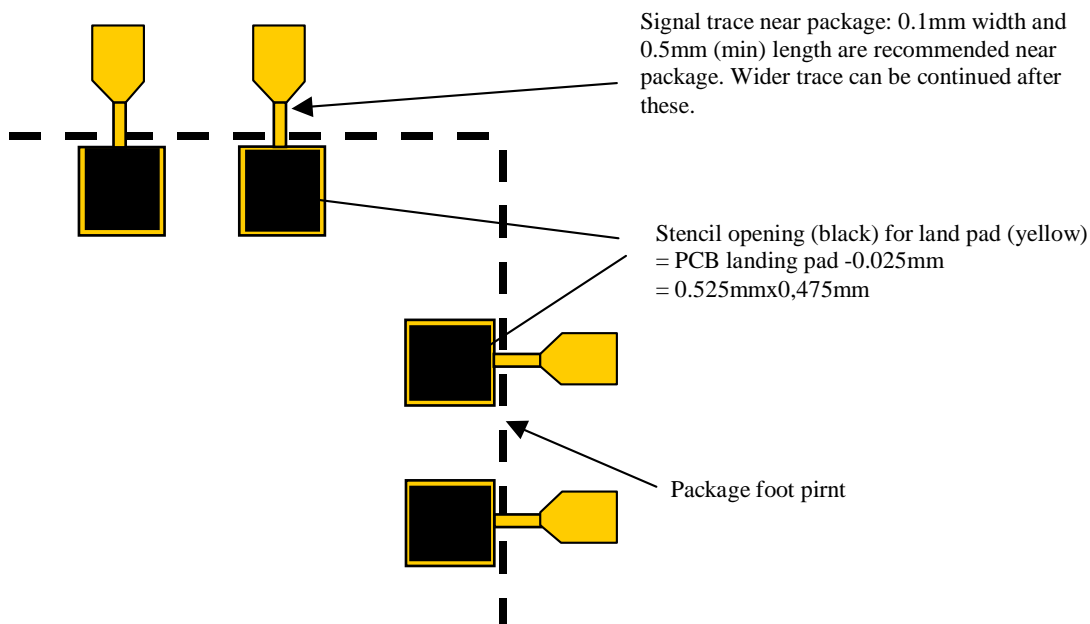 Signal trace near package: 0.1mm width and
0.5mm (min) length are recommended near
package. Wider trace can be continued after
these.
Stencil opening (black) for land pad (yellow)
= PCB landing pad -0.025mm
= 0.525mmx0,475mm
Package foot pirnt